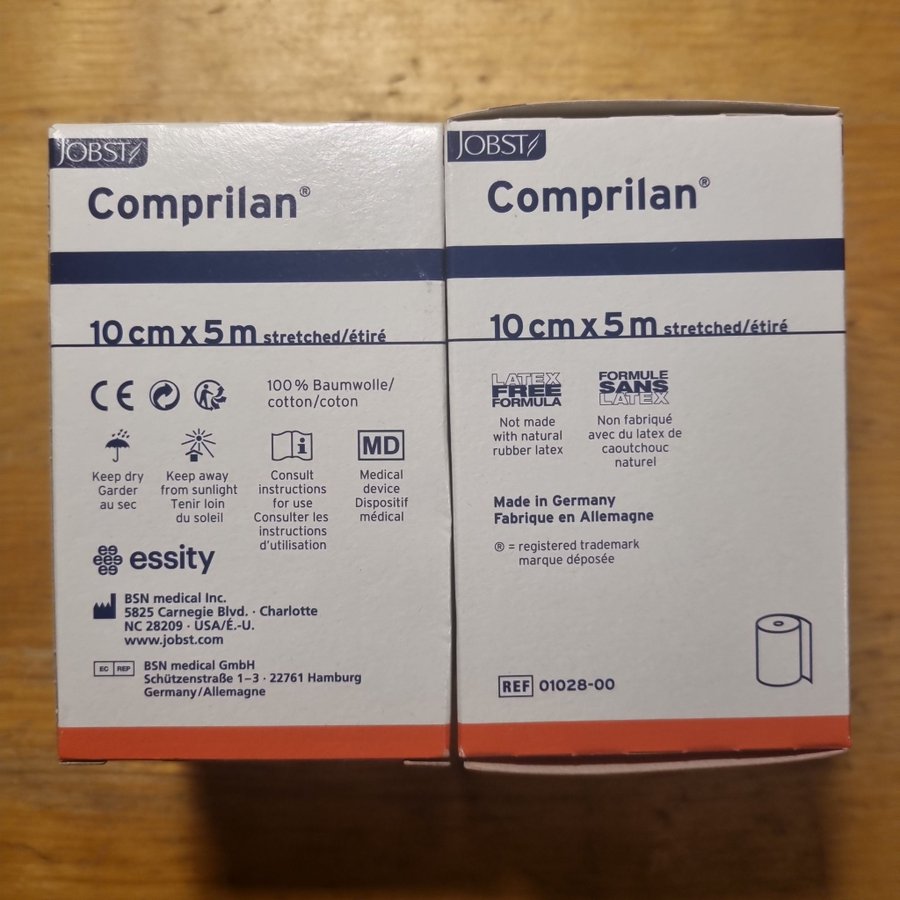 JOBST
Comprilan®
10 cm x 5 m stretched/étiré
CE
100 % Baumwolle/
cotton/coton
Keep dry
Garder
au sec
Keep away
from sunlight
Tenir loin
du soleil
Consult
instructions
for use
Consulter les
instructions
d'utilisation
MD
Medical
device
Dispositif
médical
essity
BSN medical Inc.
5825 Carnegie Blvd. · Charlotte
NC 28209 · USA/É.-U.
www.jobst.com
EC REP
BSN medical GmbH
Schützenstraße 1–3 · 22761 Hamburg
Germany/Allemagne
JOBST
Comprilan®
10 cm x 5 m stretched/étiré
LATEX
FREE
FORMULA
Not made
with natural
rubber latex
FORMULE
SANS
LATEX
Non fabriqué
avec du latex de
caoutchouc
naturel
Made in Germany
Fabrique en Allemagne
® = registered trademark
marque déposée
REF 01028-00